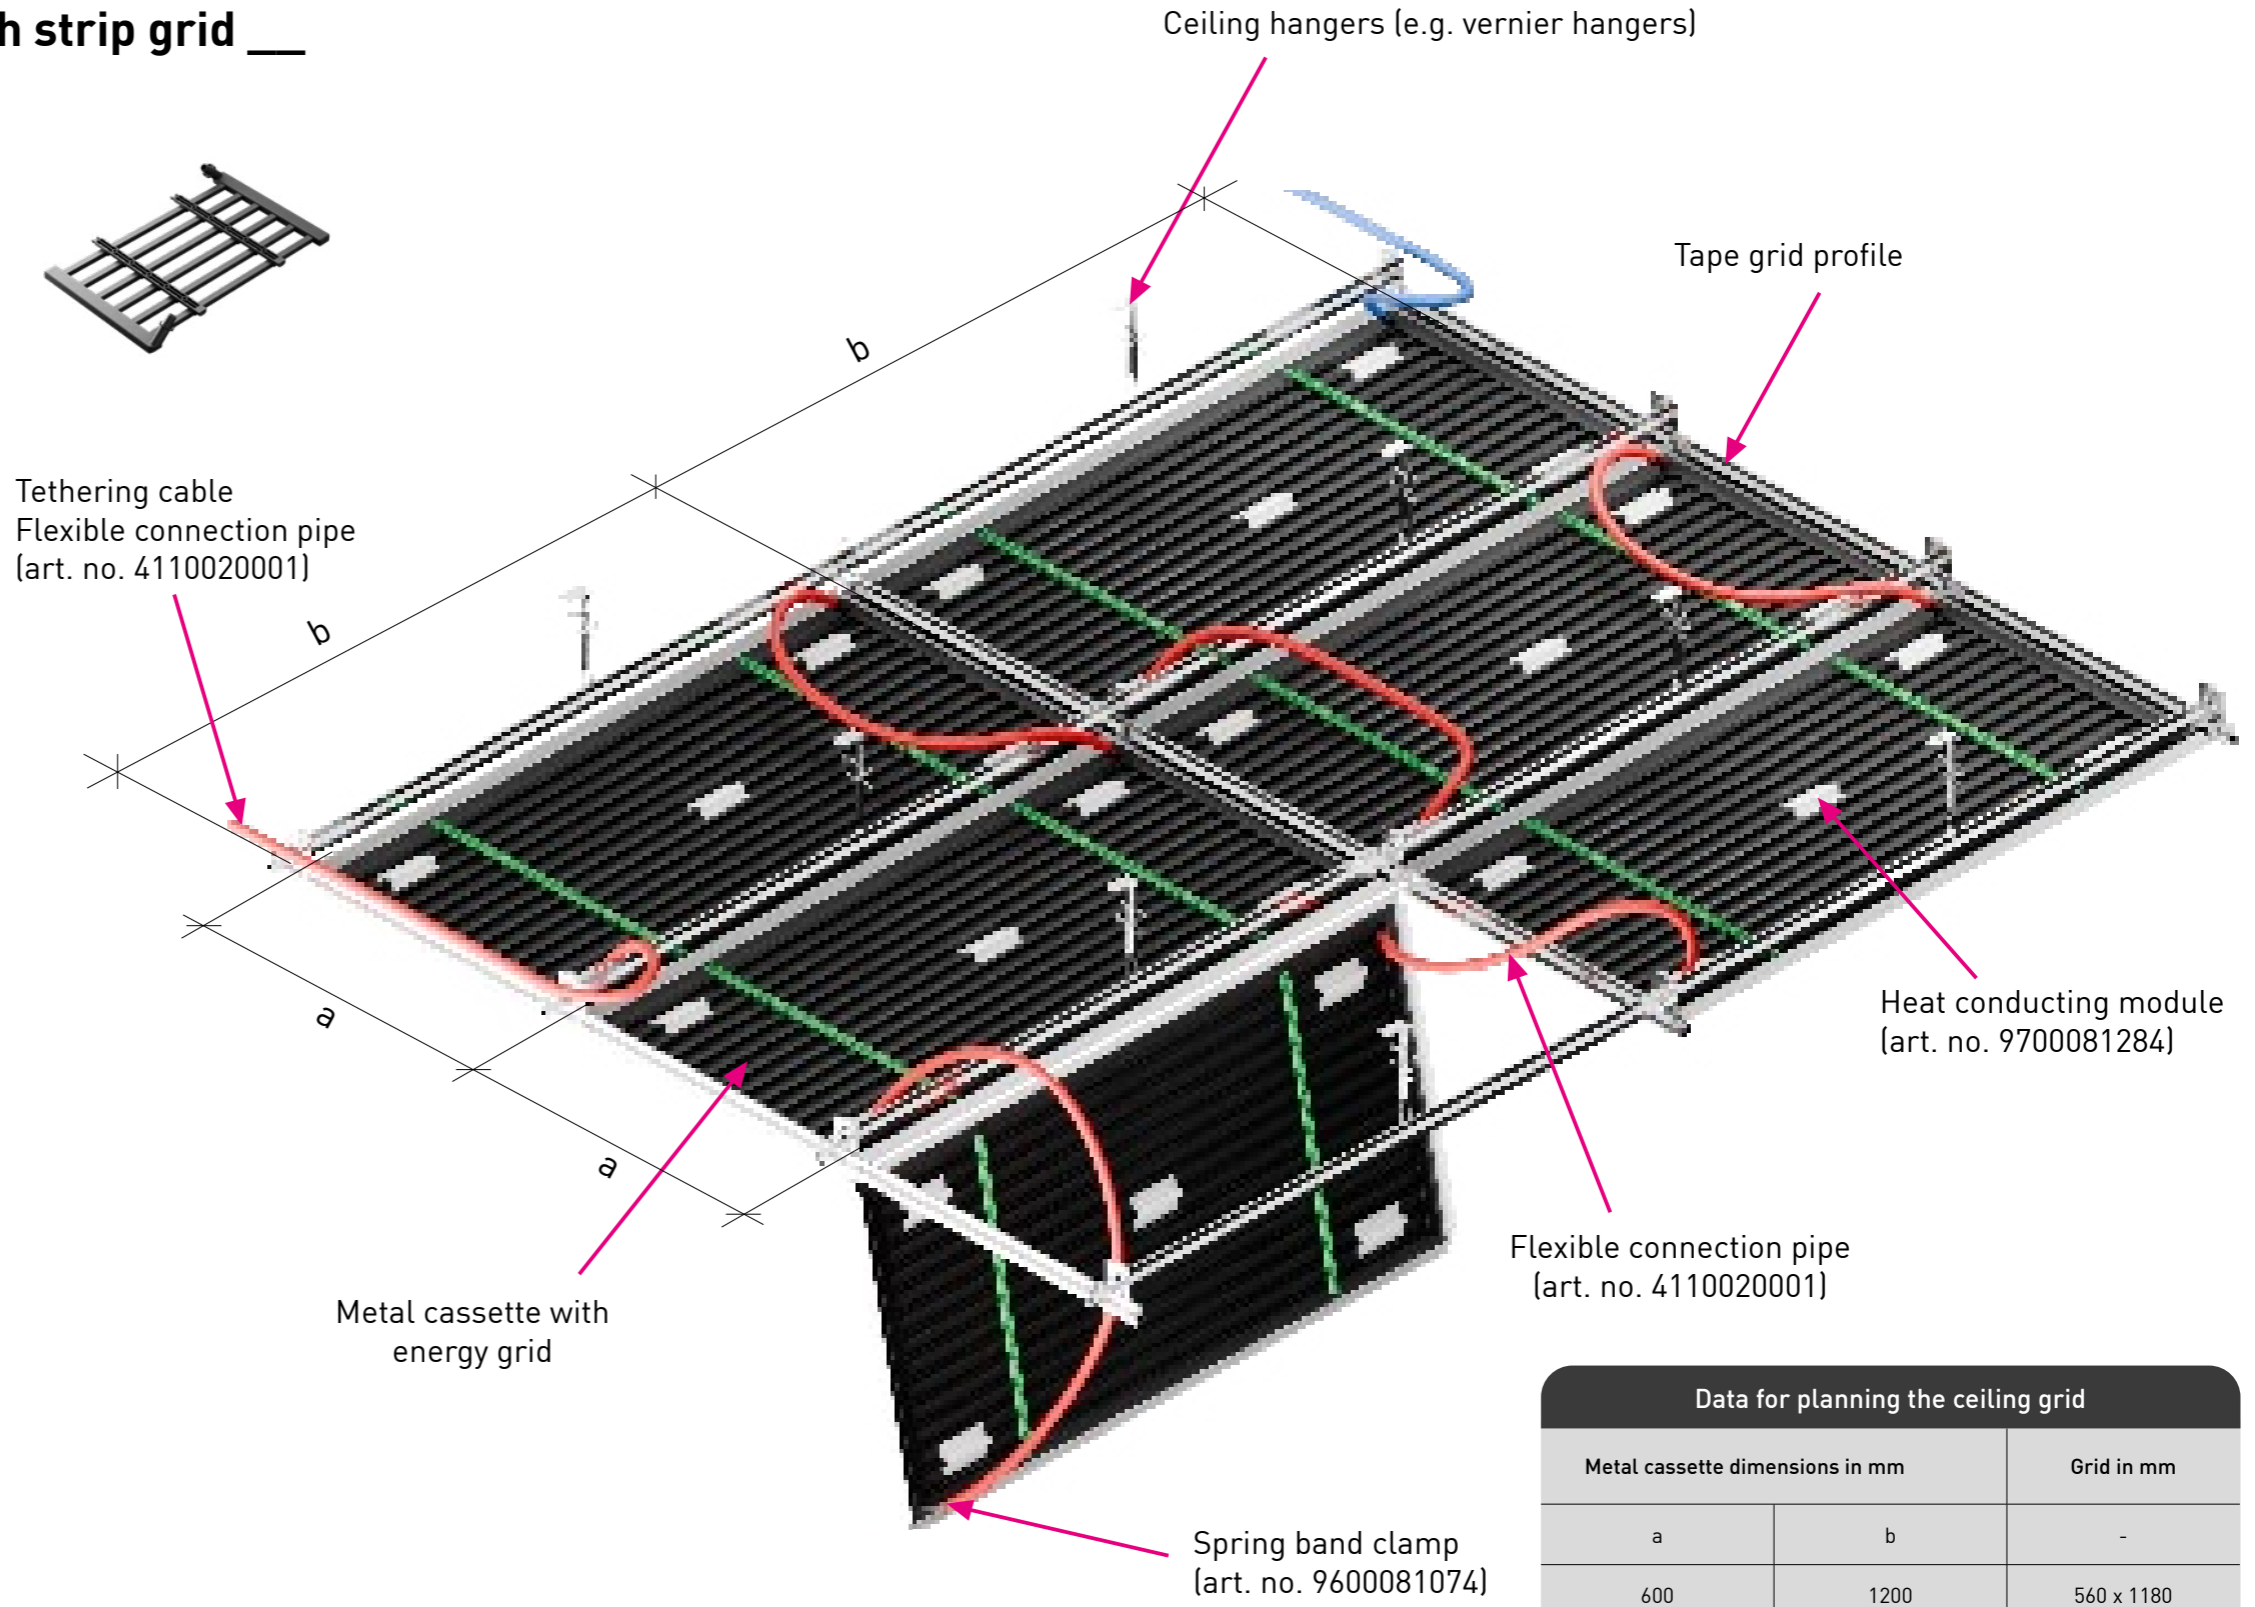 h strip grid __
Ceiling hangers (e.g. vernier hangers)
Tape grid profile
b
Tethering cable
Flexible connection pipe
(art. no. 4110020001)
b
a
a
Heat conducting module
(art. no. 9700081284)
Flexible connection pipe
(art. no. 4110020001)
Metal cassette with
energy grid
Spring band clamp
(art. no. 9600081074)
Data for planning the ceiling grid
Metal cassette dimensions in mm Grid in mm
a b -
600 1200 560 x 1180